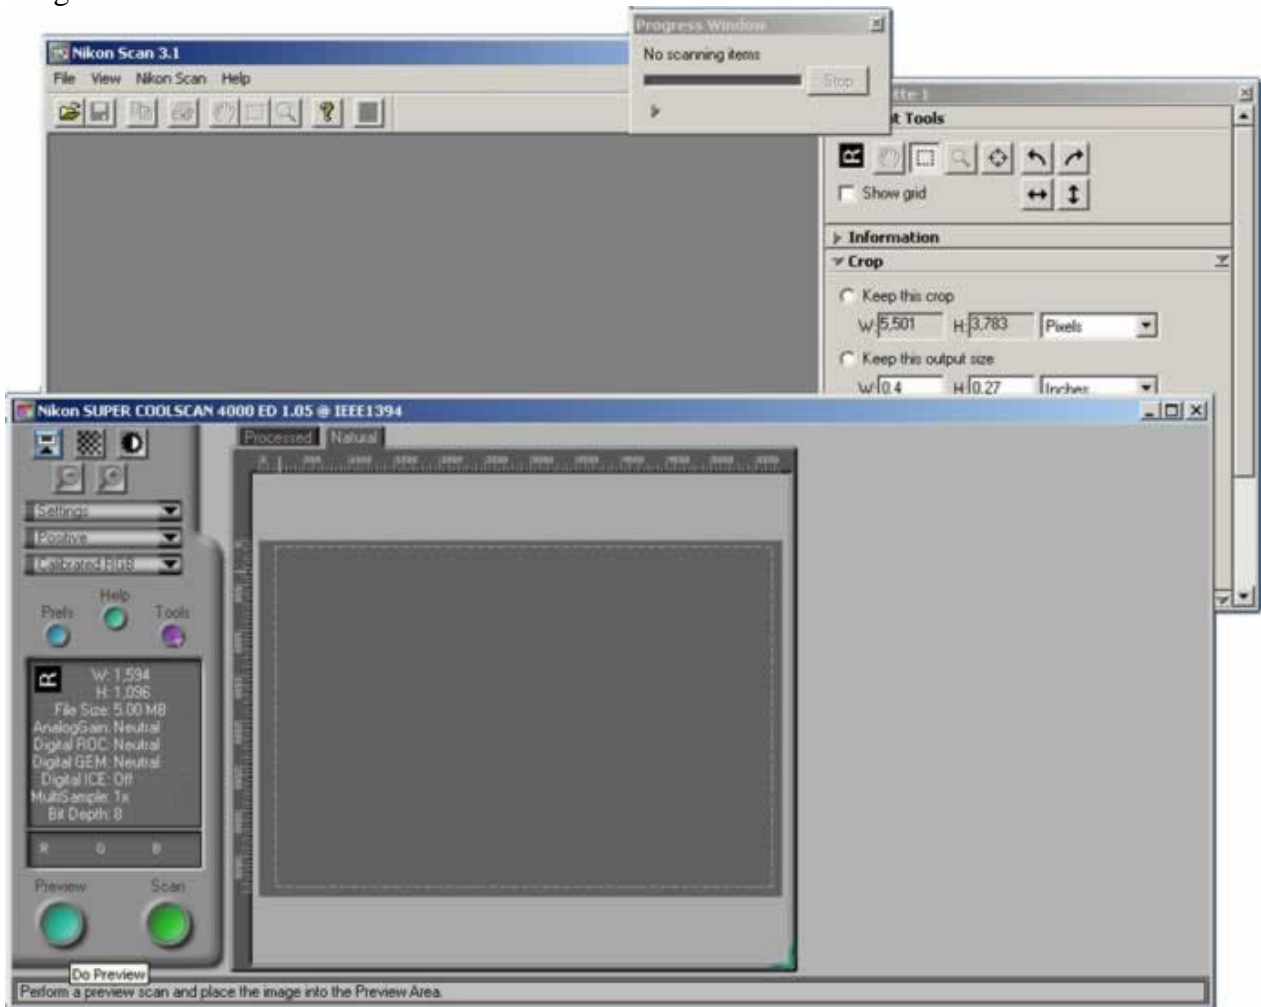 Progress Window
No scanning items
Stop
Nikon Scan 3.1
File View Nikon Scan Help
Tools
R
Show grid
Information
Crop
Keep this crop
W: 5,501 H: 3,783 Pixels
Keep this output size
W: 0.4 H: 0.27 Inches
Nikon SUPER COOLSCAN 4000 ED 1.05 @ IEEE1394
Processed Natural
Settings
Positive
Calibrated RGB
Prefs Help Tools
R
W: 1,594
H: 1,096
File Size: 5.00 MB
AnalogGain: Neutral
Digital ROC: Neutral
Digital GEM: Neutral
Digital ICE: Off
MultiSample: 1x
Bit Depth: 8
R G B
Preview Scan
Do Preview
Perform a preview scan and place the image into the Preview Area.